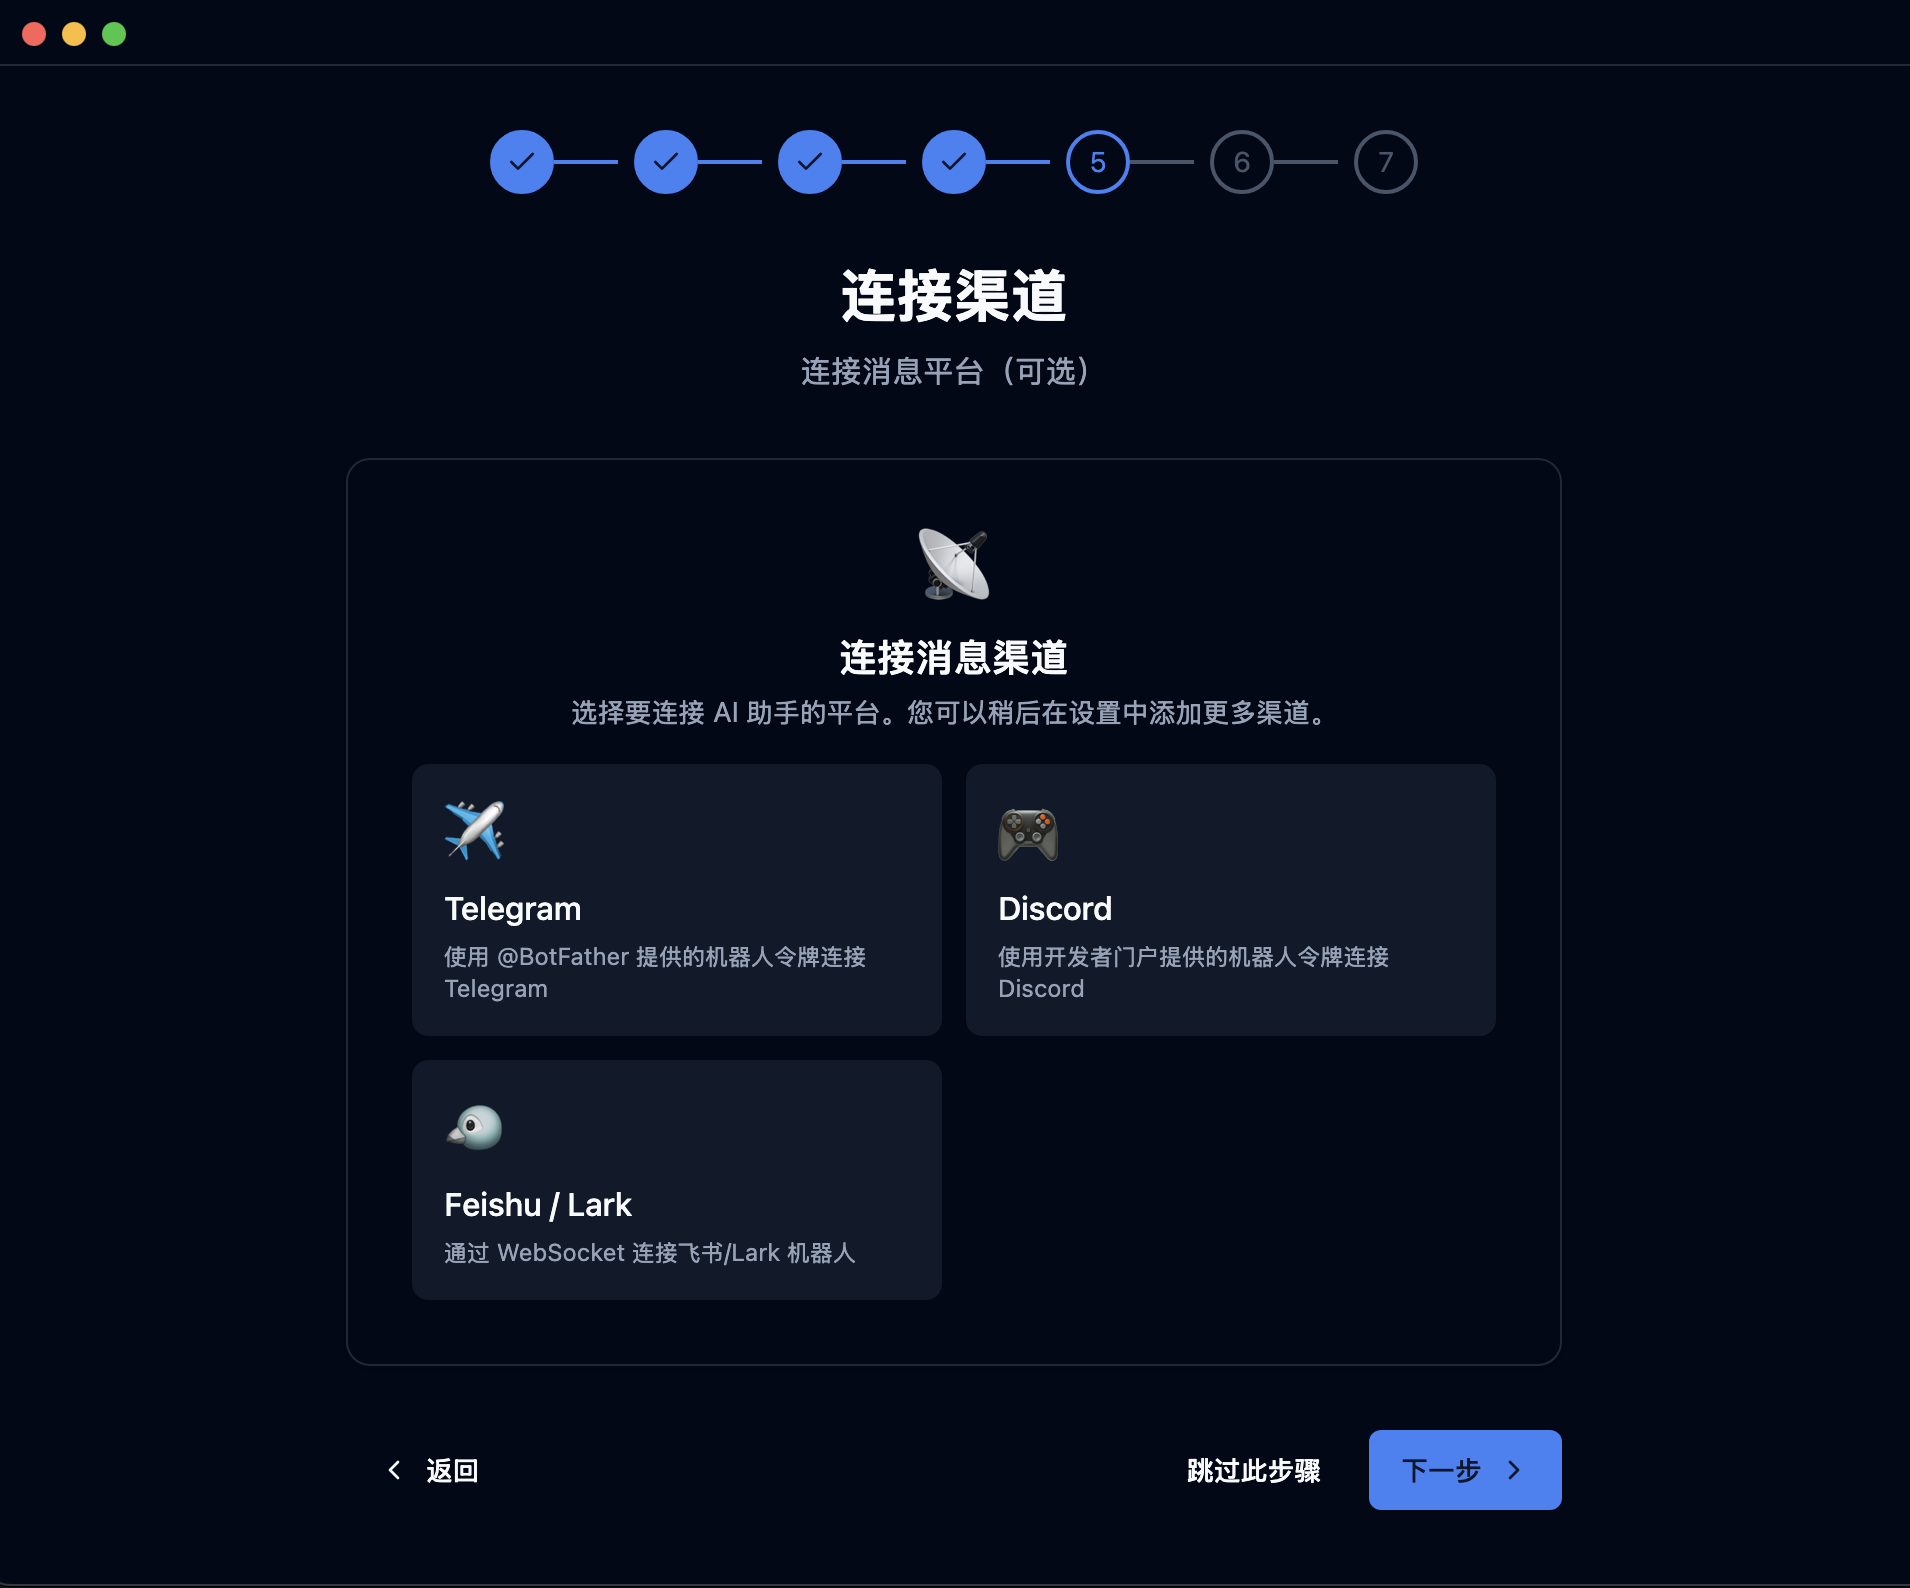 5
6
7
连接渠道
连接消息平台（可选）
连接消息渠道
选择要连接 AI 助手的平台。您可以稍后在设置中添加更多渠道。
Telegram
使用 @BotFather 提供的机器人令牌连接
Telegram
Discord
使用开发者门户提供的机器人令牌连接
Discord
Feishu / Lark
通过 WebSocket 连接飞书/Lark 机器人
返回
跳过此步骤
下一步